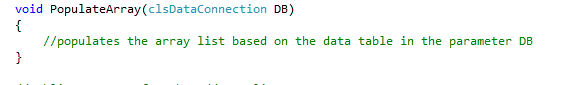 void PopulateArray(clsDataConnection DB)
{
//populates the array list based on the data table in the parameter DB
}